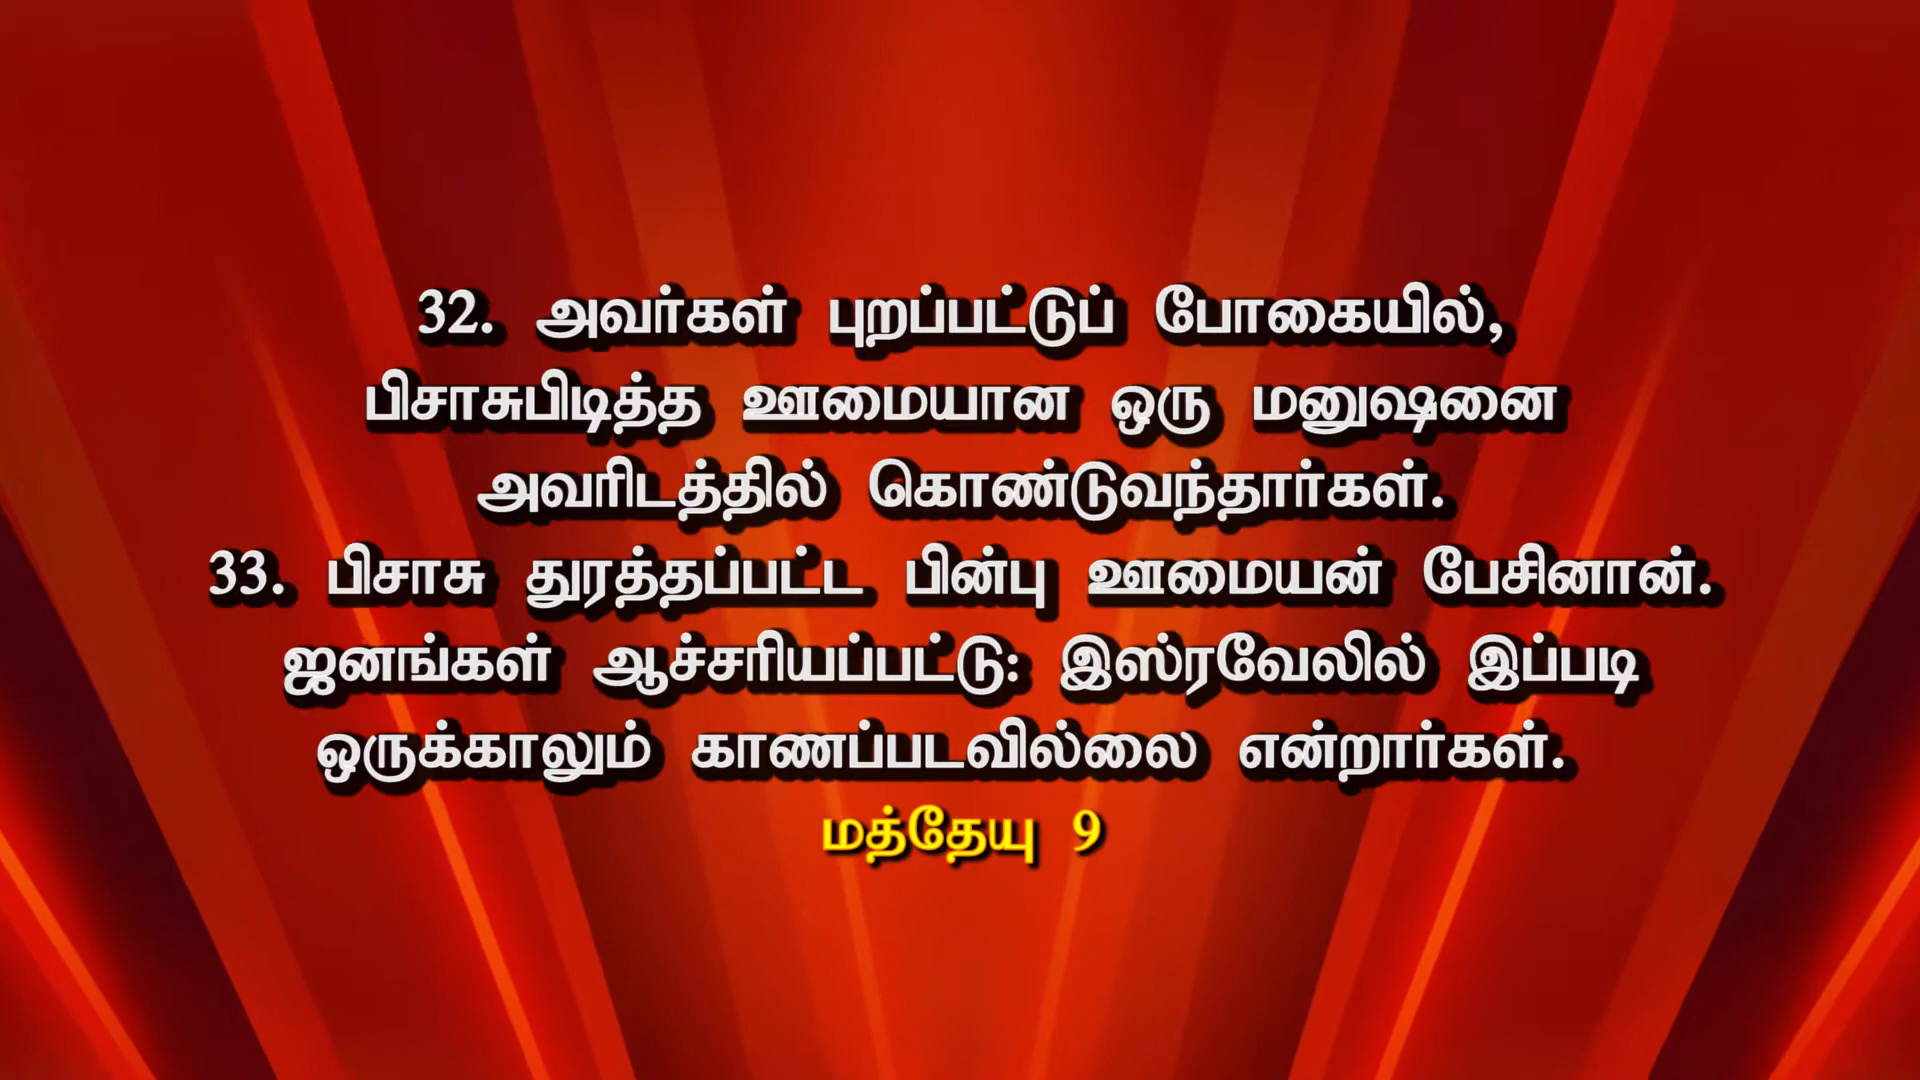 32. அவர்கள் புறப்பட்டுப் போகையில்,
பிசாசுபிடித்த ஊமையான ஒரு மனுஷனை
அவரிடத்தில் கொண்டுவந்தார்கள்.
33. பிசாசு துரத்தப்பட்ட பின்பு ஊமையன் பேசினான்.
ஜனங்கள் ஆச்சரியப்பட்டு: இஸ்ரவேலில் இப்படி
ஒருக்காலும் காணப்படவில்லை என்றார்கள்.
மத்தேயு 9